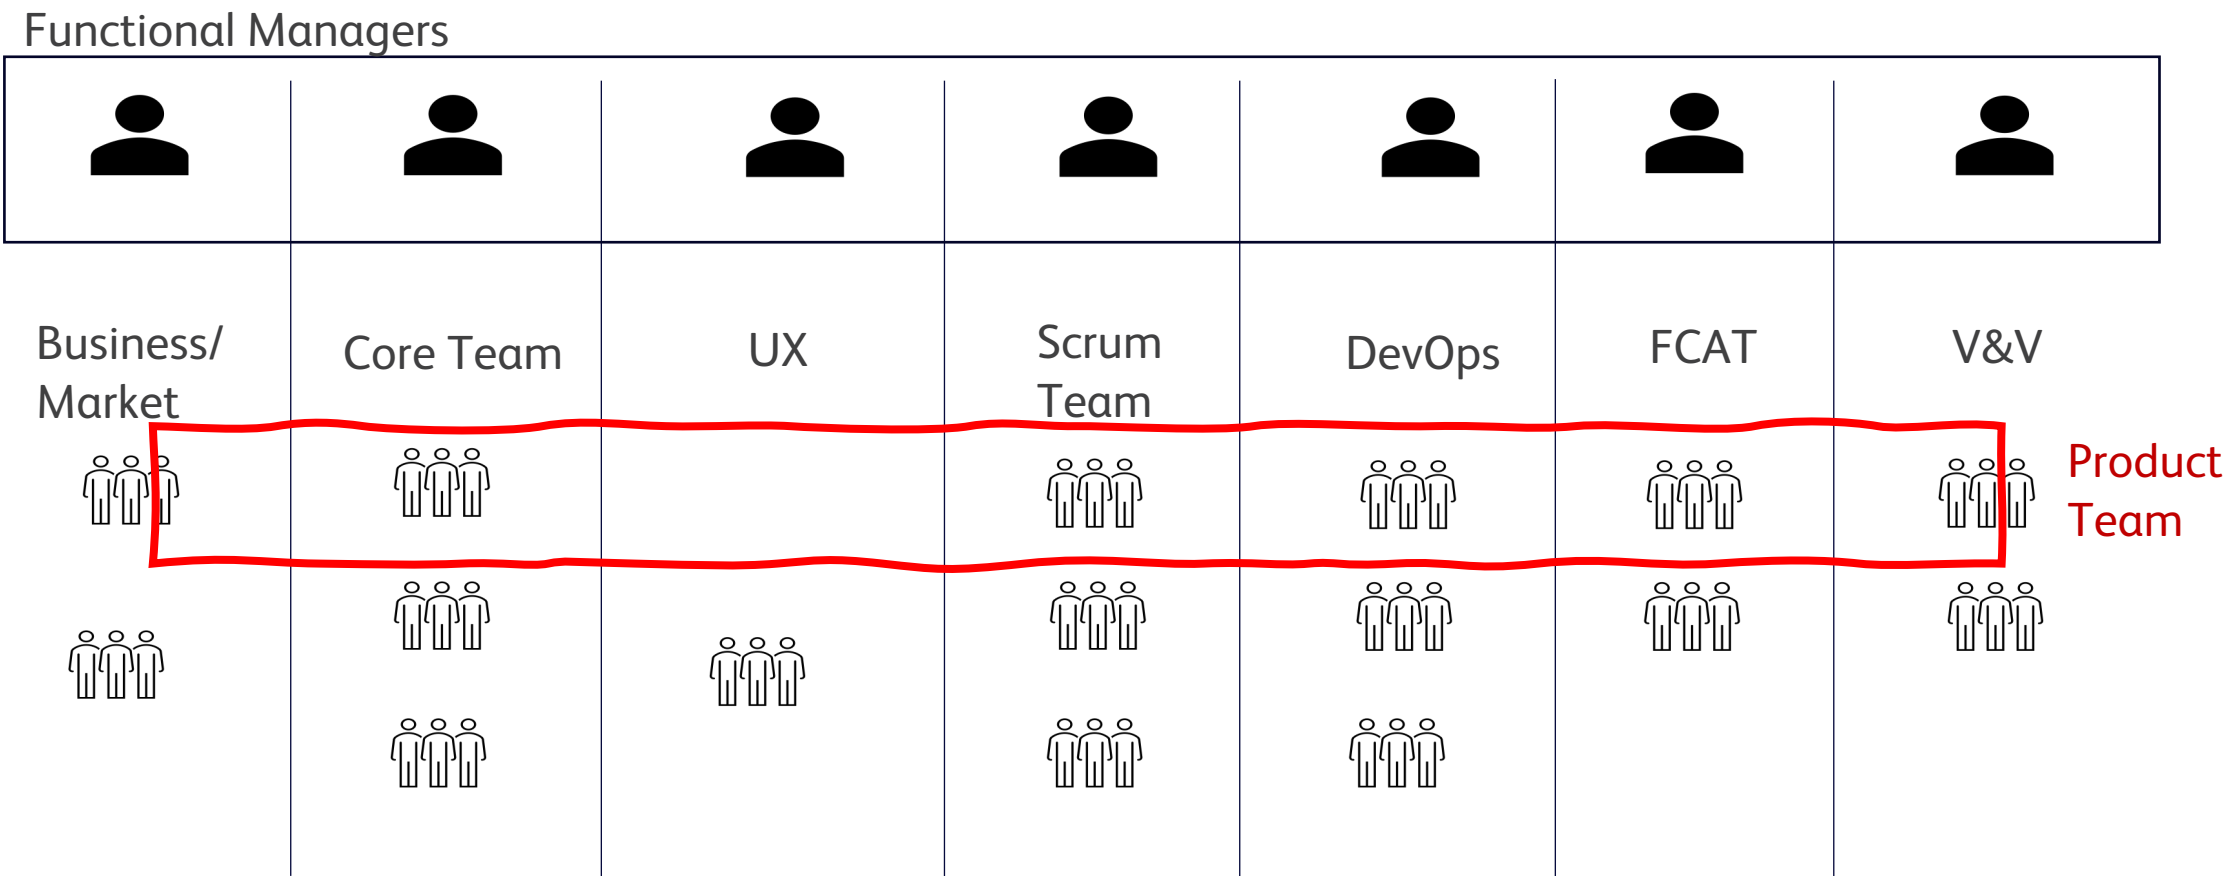 Functional Managers
Business/
Market
Core Team
UX
Scrum
Team
DevOps
FCAT
V&V
Product
Team